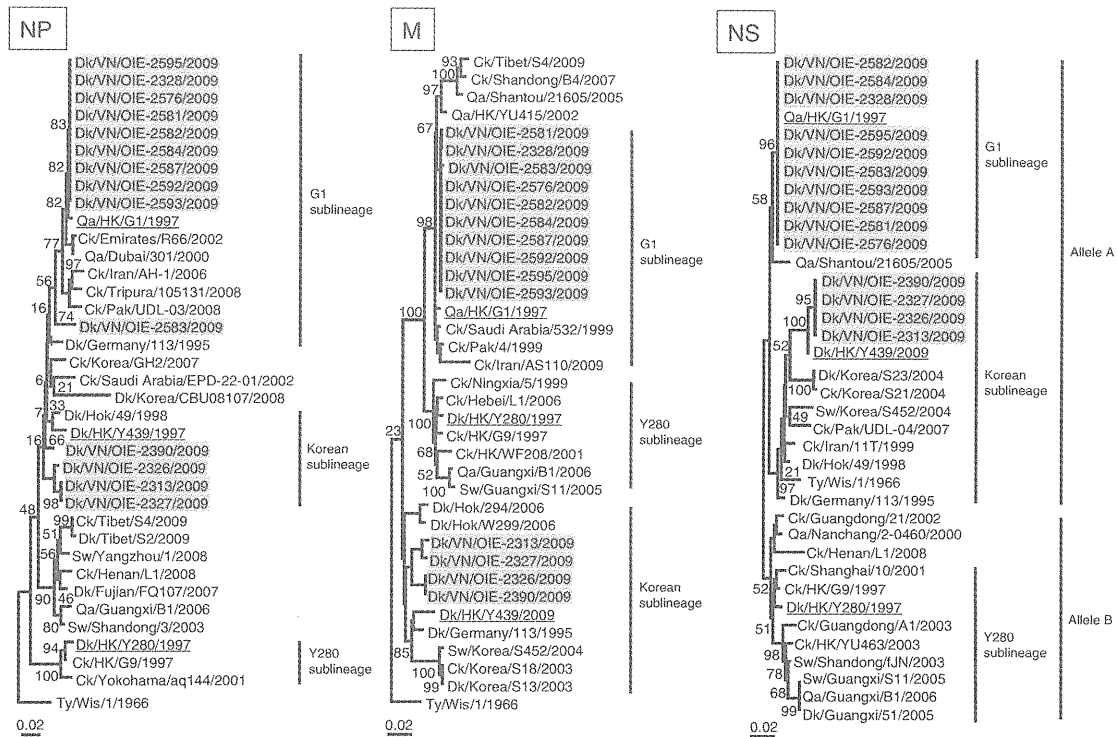 NP
83
82
82
77
97
56
16
74
6
21
33
7
16
66
98
48
99
51
56
90
46
80
94
100
Dk/VN/OIE-2595/2009
Dk/VN/OIE-2328/2009
Dk/VN/OIE-2576/2009
Dk/VN/OIE-2581/2009
Dk/VN/OIE-2582/2009
Dk/VN/OIE-2584/2009
Dk/VN/OIE-2587/2009
Dk/VN/OIE-2592/2009
Dk/VN/OIE-2593/2009
Qa/HK/G1/1997
Ck/Emirates/R66/2002
Qa/Dubai/301/2000
Ck/Iran/AH-1/2006
Ck/Tripura/105131/2008
Ck/Pak/UDL-03/2008
Dk/VN/OIE-2583/2009
Dk/Germany/113/1995
Ck/Korea/GH2/2007
Ck/Saudi Arabia/EPD-22-01/2002
Dk/Korea/CBU08107/2008
Dk/Hok/49/1998
Dk/HK/Y439/1997
Dk/VN/OIE-2390/2009
Dk/VN/OIE-2326/2009
Dk/VN/OIE-2313/2009
Dk/VN/OIE-2327/2009
Ck/Tibet/S4/2009
Dk/Tibet/S2/2009
Sw/Yangzhou/1/2008
Ck/Henan/L1/2008
Dk/Fujian/FQ107/2007
Qa/Guangxi/B1/2006
Sw/Shandong/3/2003
Dk/HK/Y280/1997
Ck/HK/G9/1997
Ck/Yokohama/aq144/2001
Ty/Wis/1/1966
0.02
G1
sublineage
Korean
sublineage
Y280
sublineage
M
93
100
97
67
98
100
100
68
52
100
23
85
100
99
Ck/Tibet/S4/2009
Ck/Shandong/B4/2007
Qa/Shantou/21605/2005
Qa/HK/YU415/2002
Dk/VN/OIE-2581/2009
Dk/VN/OIE-2328/2009
Dk/VN/OIE-2583/2009
Dk/VN/OIE-2576/2009
Dk/VN/OIE-2582/2009
Dk/VN/OIE-2584/2009
Dk/VN/OIE-2587/2009
Dk/VN/OIE-2592/2009
Dk/VN/OIE-2595/2009
Dk/VN/OIE-2593/2009
Qa/HK/G1/1997
Ck/Saudi Arabia/532/1999
Ck/Pak/4/1999
Ck/Iran/AS110/2009
Ck/Ningxia/5/1999
Ck/Hebei/L1/2006
Dk/HK/Y280/1997
Ck/HK/G9/1997
Ck/HK/WF208/2001
Qa/Guangxi/B1/2006
Sw/Guangxi/S11/2005
Dk/Hok/294/2006
Dk/Hok/W299/2006
Dk/VN/OIE-2313/2009
Dk/VN/OIE-2327/2009
Dk/VN/OIE-2326/2009
Dk/VN/OIE-2390/2009
Dk/HK/Y439/2009
Dk/Germany/113/1995
Sw/Korea/S452/2004
Ck/Korea/S18/2003
Dk/Korea/S13/2003
Ty/Wis/1/1966
0.02
G1
sublineage
Y280
sublineage
Korean
sublineage
NS
96
58
95
100
52
100
49
21
97
52
51
98
78
68
99
Dk/VN/OIE-2582/2009
Dk/VN/OIE-2584/2009
Dk/VN/OIE-2328/2009
Qa/HK/G1/1997
Dk/VN/OIE-2595/2009
Dk/VN/OIE-2592/2009
Dk/VN/OIE-2583/2009
Dk/VN/OIE-2593/2009
Dk/VN/OIE-2587/2009
Dk/VN/OIE-2581/2009
Dk/VN/OIE-2576/2009
Qa/Shantou/21605/2005
Dk/VN/OIE-2390/2009
Dk/VN/OIE-2327/2009
Dk/VN/OIE-2326/2009
Dk/VN/OIE-2313/2009
Dk/HK/Y439/2009
Dk/Korea/S23/2004
Ck/Korea/S21/2004
Sw/Korea/S452/2004
Ck/Pak/UDL-04/2007
Ck/Iran/11T/1999
Dk/Hok/49/1998
Ty/Wis/1/1966
Dk/Germany/113/1995
Ck/Guangdong/21/2002
Qa/Nanchang/2-0460/2000
Ck/Henan/L1/2008
Ck/Shanghai/10/2001
Ck/HK/G9/1997
Dk/HK/Y280/1997
Ck/Guangdong/A1/2003
Ck/HK/YU463/2003
Sw/Shandong/fJN/2003
Sw/Guangxi/S11/2005
Qa/Guangxi/B1/2006
Dk/Guangxi/51/2005
0.02
G1
sublineage
Korean
sublineage
Y280
sublineage
Allele A
Allele B